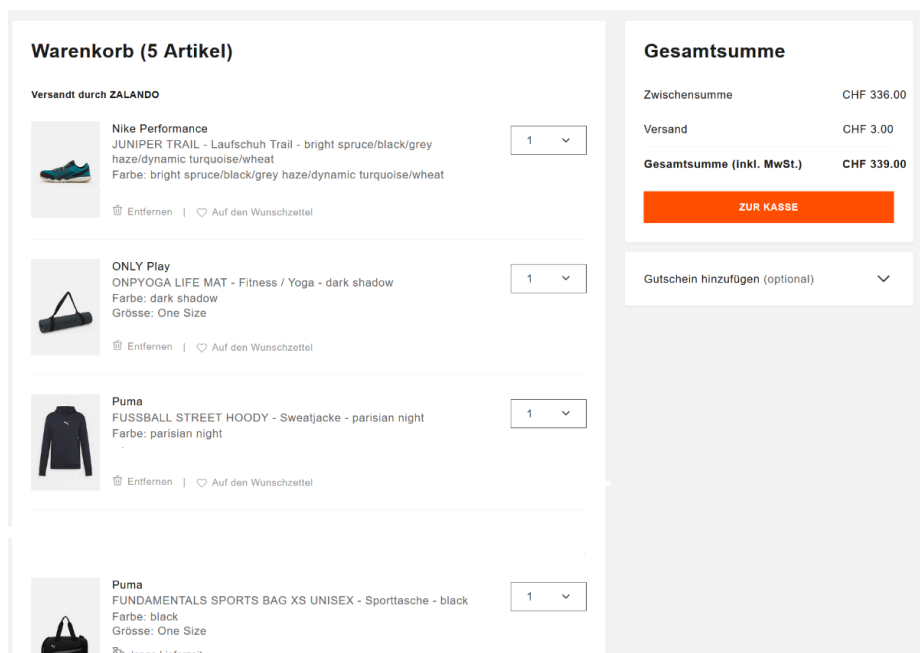 Warenkorb (5 Artikel)
Versandt durch ZALANDO
Nike Performance
JUNIPER TRAIL - Laufschuh Trail - bright spruce/black/grey
haze/dynamic turquoise/wheat
Farbe: bright spruce/black/grey haze/dynamic turquoise/wheat
1
Entfernen | Auf den Wunschzettel
ONLY Play
ONPYOGA LIFE MAT - Fitness / Yoga - dark shadow
Farbe: dark shadow
Grösse: One Size
1
Entfernen | Auf den Wunschzettel
Puma
FUSSBALL STREET HOODY - Sweatjacke - parisian night
Farbe: parisian night
1
Entfernen | Auf den Wunschzettel
Puma
FUNDAMENTALS SPORTS BAG XS UNISEX - Sporttasche - black
Farbe: black
Grösse: One Size
1
Gesamtsumme
Zwischensumme CHF 336.00
Versand CHF 3.00
Gesamtsumme (inkl. MwSt.) CHF 339.00
ZUR KASSE
Gutschein hinzufügen (optional)